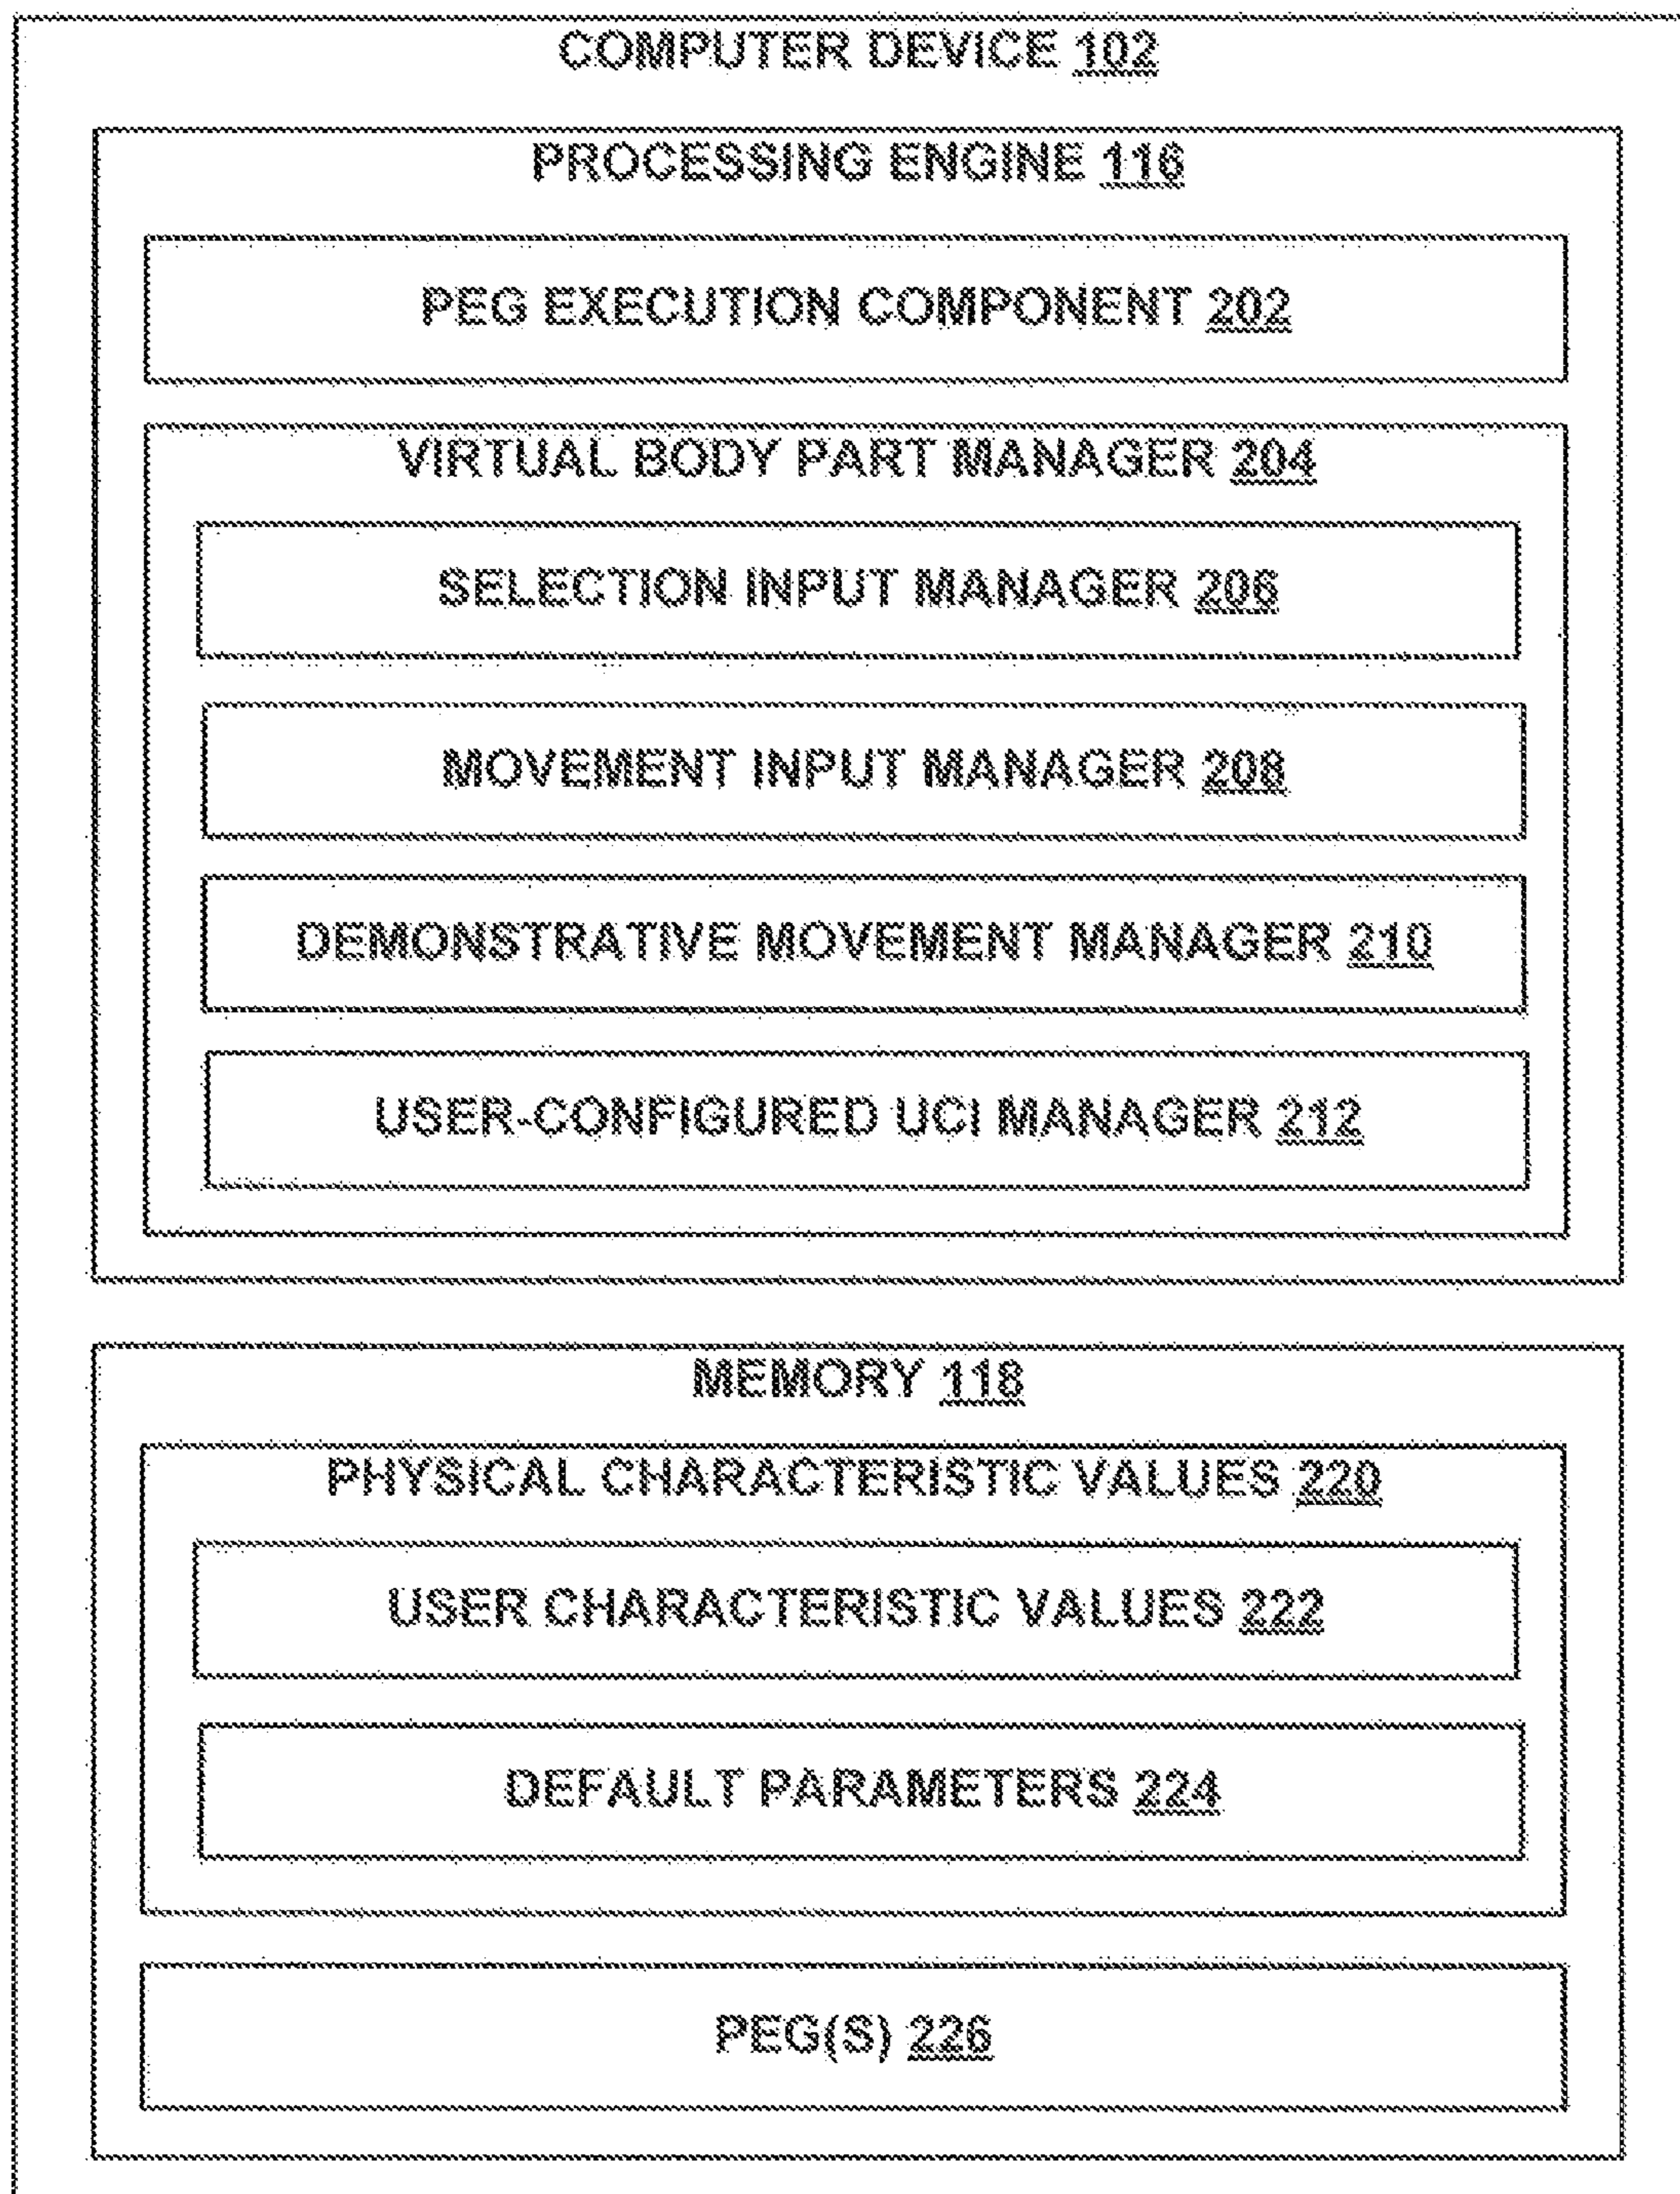 COMPUTER DEVICE 102
PROCESSING ENGINE 116
PEG EXECUTION COMPONENT 202
VIRTUAL BODY PART MANAGER 204
SELECTION INPUT MANAGER 206
MOVEMENT INPUT MANAGER 208
DEMONSTRATIVE MOVEMENT MANAGER 210
USER-CONFIGURED UCI MANAGER 212
MEMORY 118
PHYSICAL CHARACTERISTIC VALUES 220
USER CHARACTERISTIC VALUES 222
DEFAULT PARAMETERS 224
PEG(S) 226